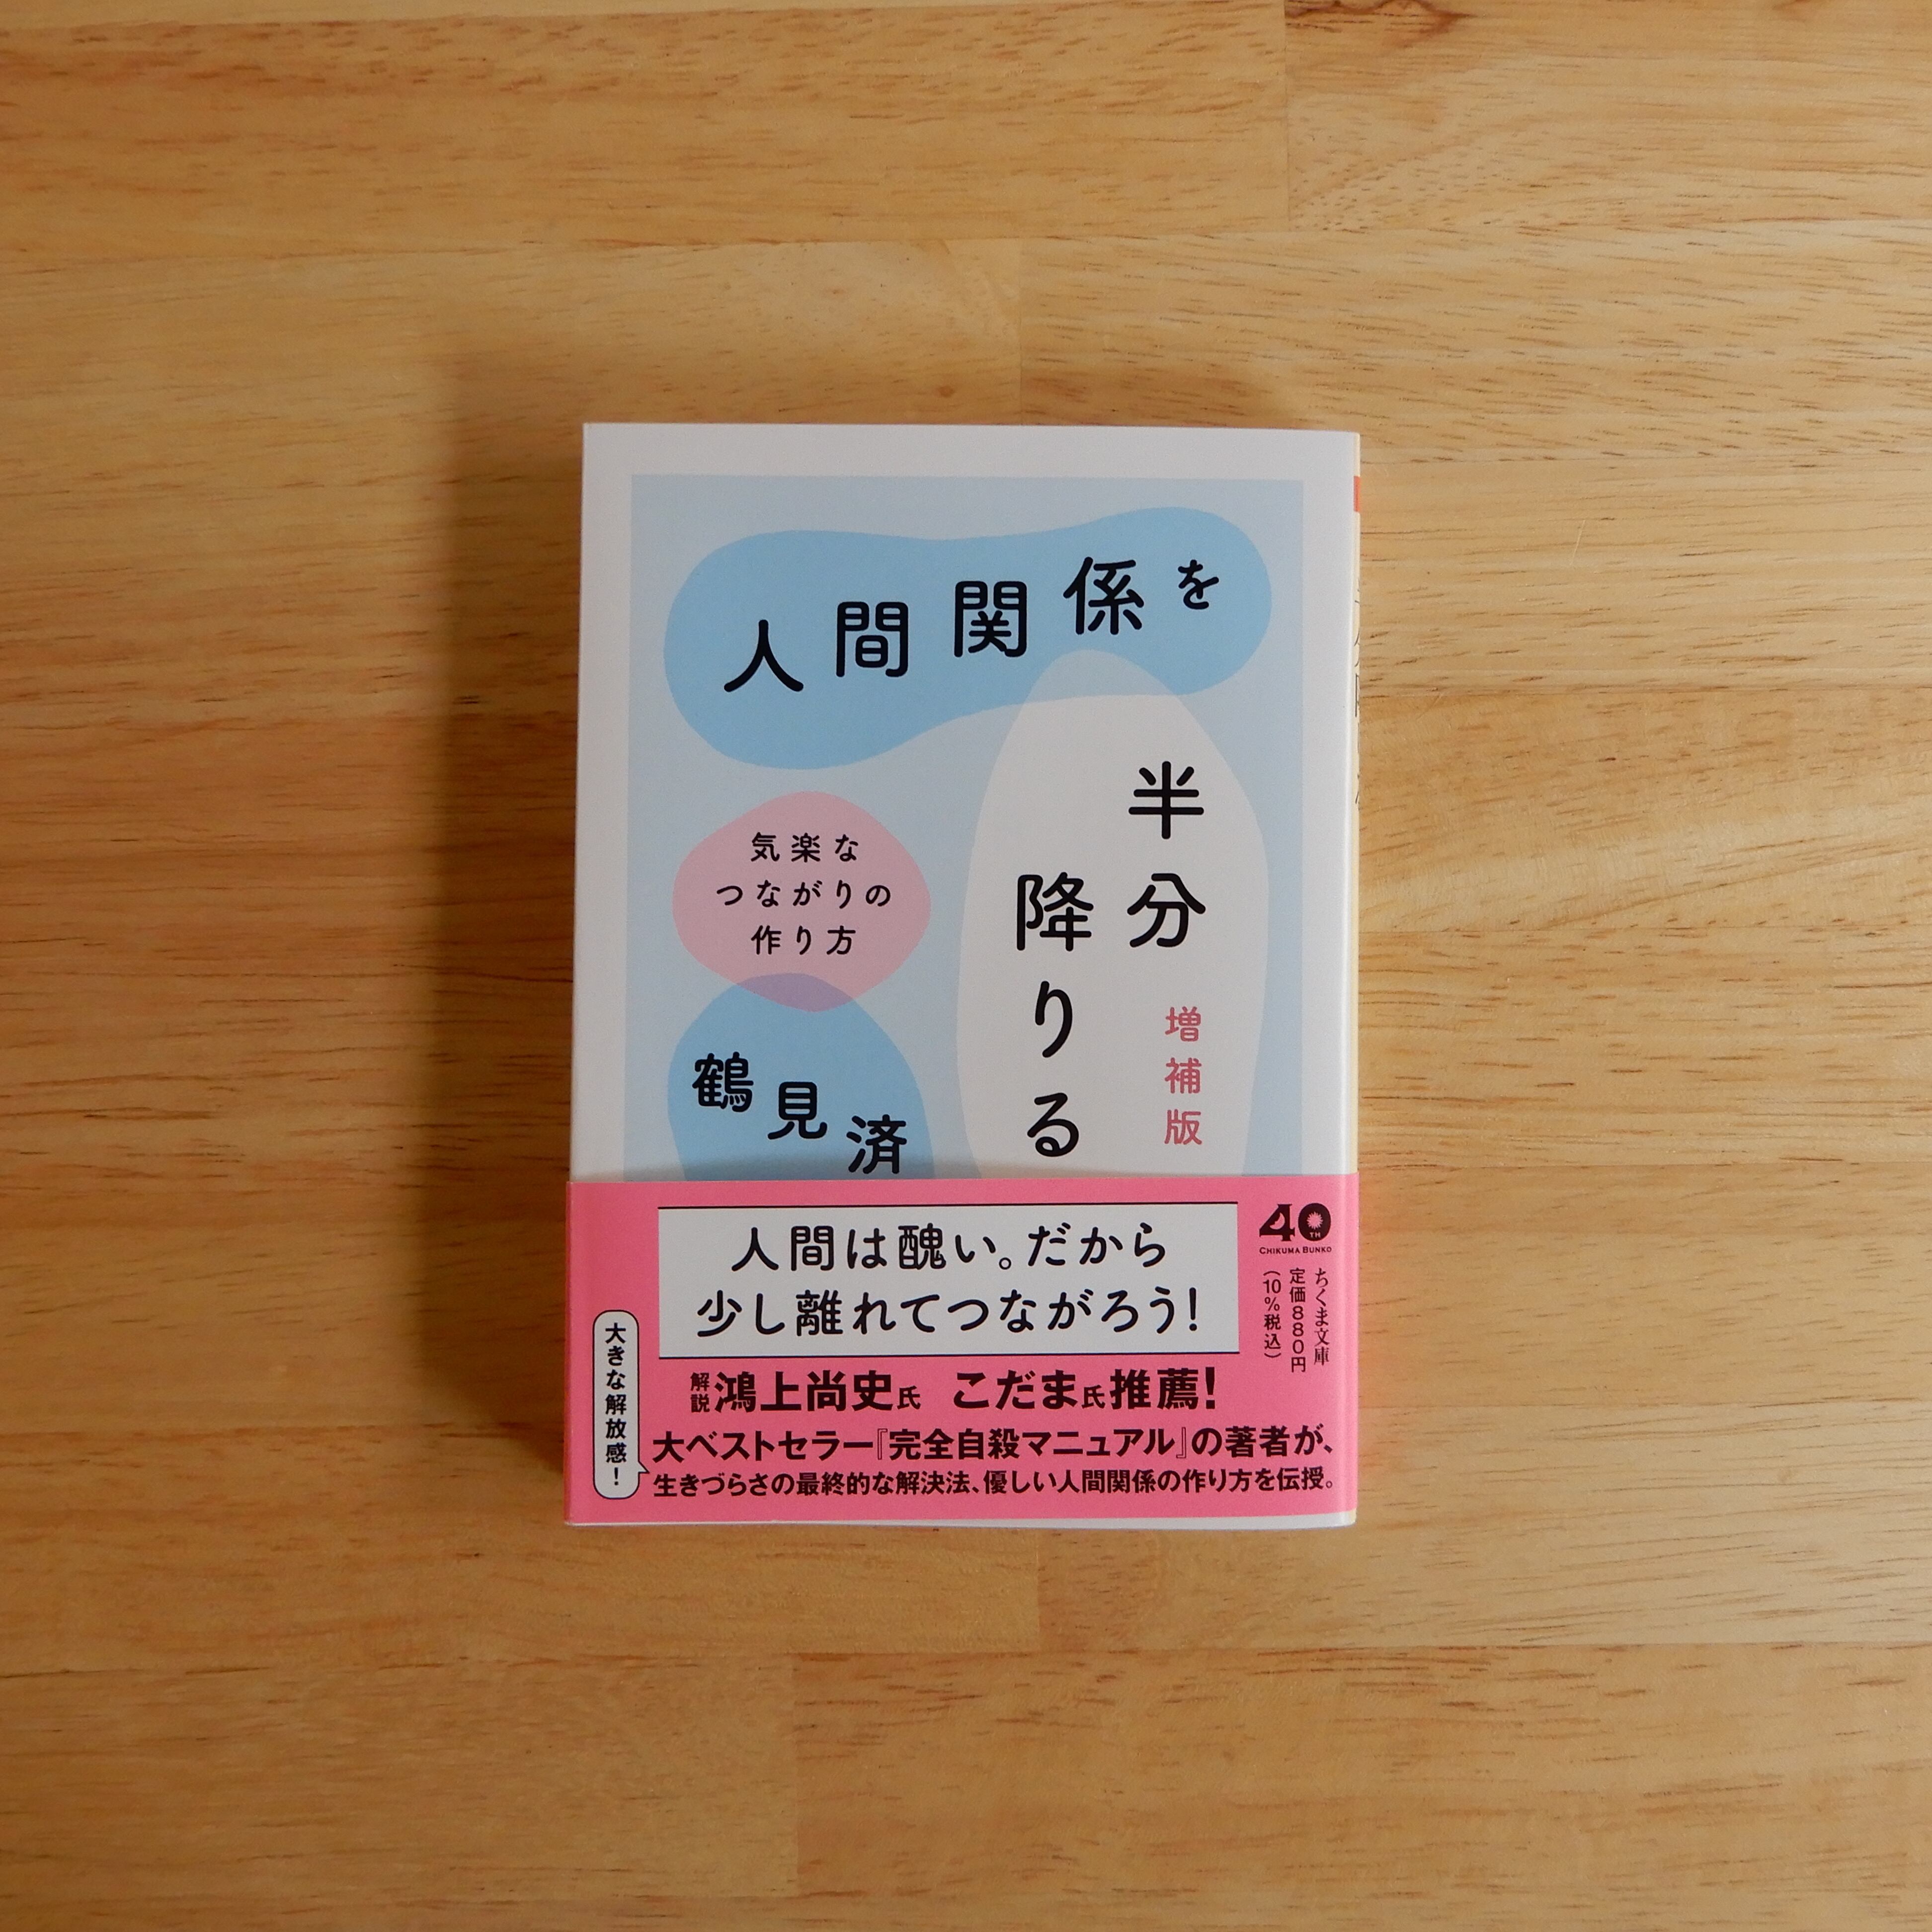 人間関係を
半分
降りる
増補版
気楽な
つながりの
作り方
鶴見済
人間は醜い。だから
少し離れてつながろう!
40TH
CHIKUMA BUNKO
ちくま文庫
定価880円
(10%税込)
解説 鴻上尚史氏 こだま氏推薦!
大きな解放感!
大ベストセラー『完全自殺マニュアル』の著者が、
生きづらさの最終的な解決法、優しい人間関係の作り方を伝授。